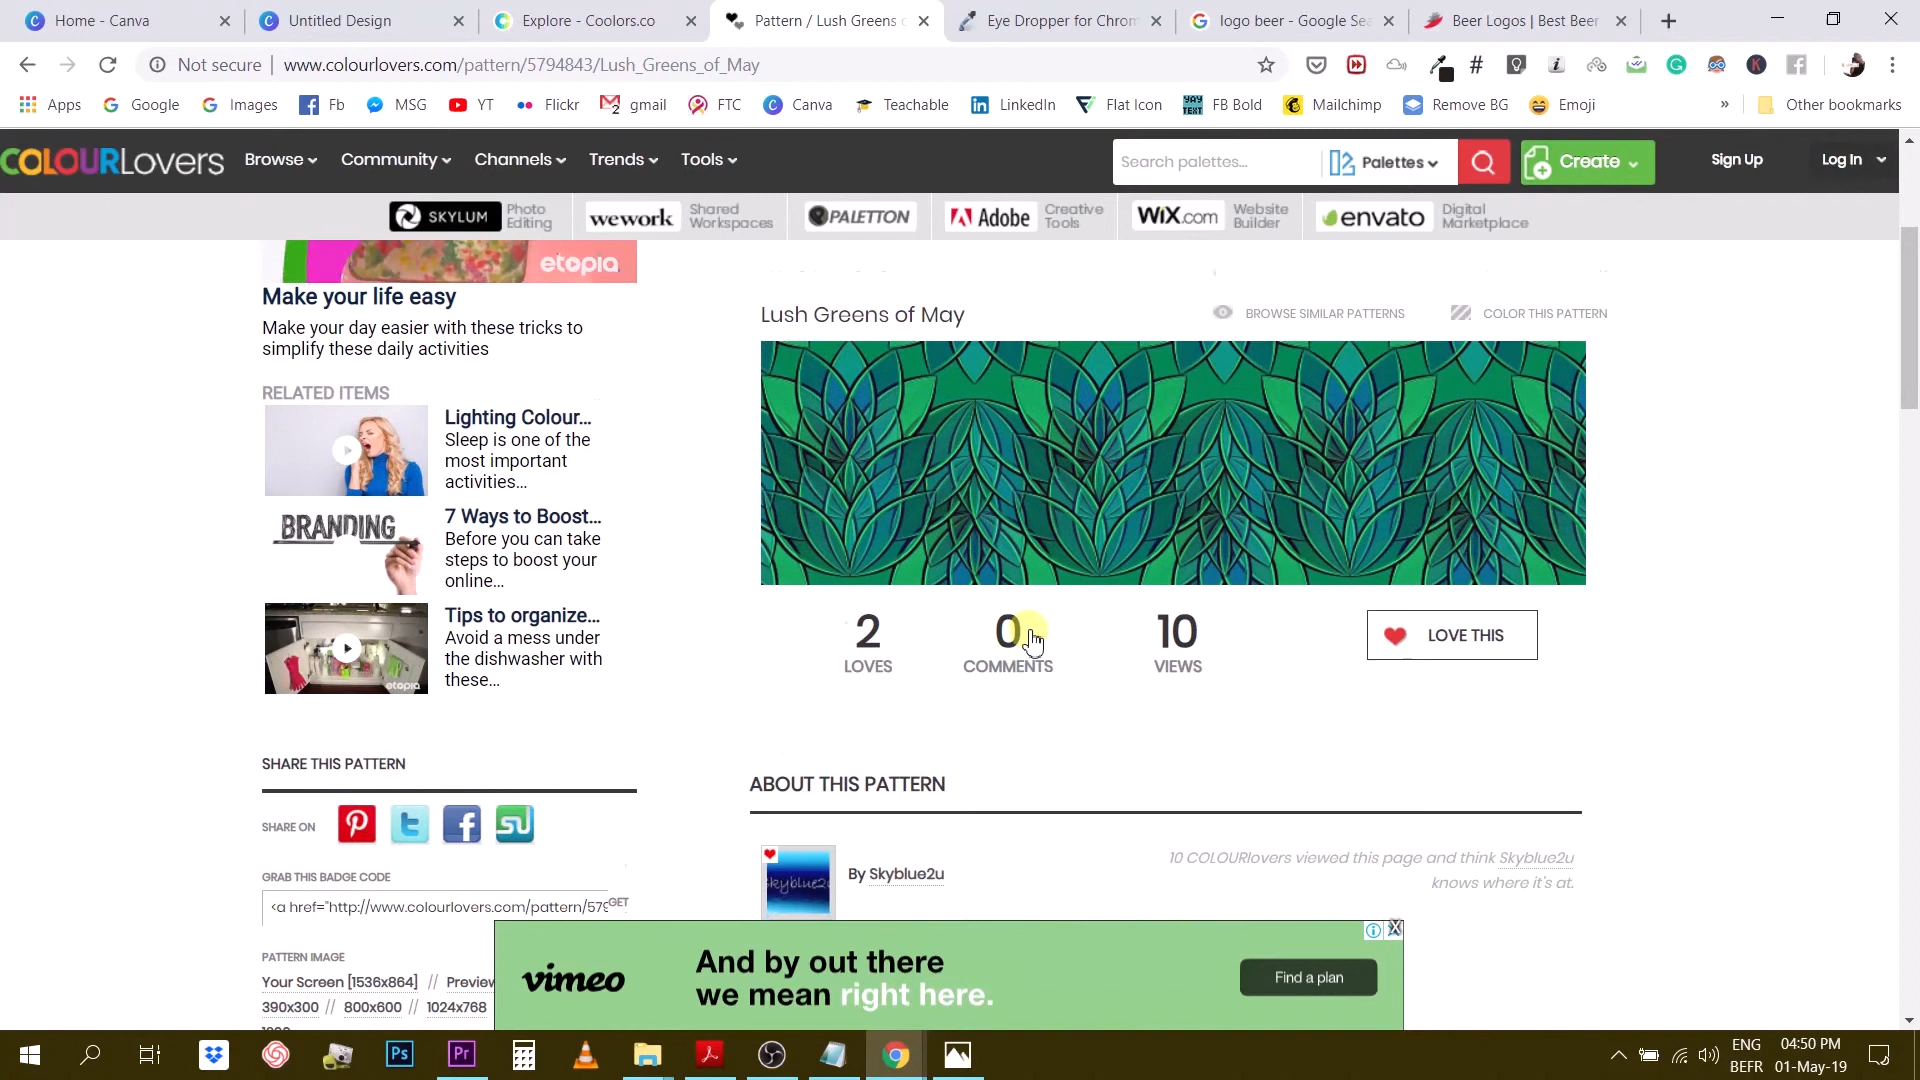 Home - Canva
Untitled Design
Explore - Coolors.co
Pattern / Lush Greens
Eye Dropper for Chrom
logo beer - Google Sea
Beer Logos | Best Beer
Not secure | www.colourlovers.com/pattern/5794843/Lush_Greens_of_May
Apps Google Images Fb MSG YT Flickr gmail FTC Canva Teachable LinkedIn Flat Icon FB Bold Mailchimp Remove BG Emoji » Other bookmarks
COLOURLovers Browse Community Channels Trends Tools Search palettes... Palettes Create Sign Up Log In
SKYLUM Photo Editing
wework Shared Workspaces
PALETTON
Adobe Creative Tools
WiX.com Website Builder
envato Digital Marketplace
etopia
Make your life easy
Make your day easier with these tricks to
simplify these daily activities
RELATED ITEMS
Lighting Colour...
Sleep is one of the
most important
activities...
BRANDING
7 Ways to Boost...
Before you can take
steps to boost your
online...
Tips to organize...
Avoid a mess under
the dishwasher with
these...
etopia
SHARE THIS PATTERN
SHARE ON
GRAB THIS BADGE CODE
<a href="http://www.colourlovers.com/pattern/579
GET
PATTERN IMAGE
Your Screen [1536x864] // Preview
390x300 // 800x600 // 1024x768
Lush Greens of May
BROWSE SIMILAR PATTERNS
COLOR THIS PATTERN
2
LOVES
0
COMMENTS
10
VIEWS
LOVE THIS
ABOUT THIS PATTERN
skyblue2u
By Skyblue2u
10 COLOURlovers viewed this page and think Skyblue2u
knows where it's at.
vimeo
And by out there
we mean right here.
Find a plan
X
Ps
Pr
ENG
BEFR
04:50 PM
01-May-19